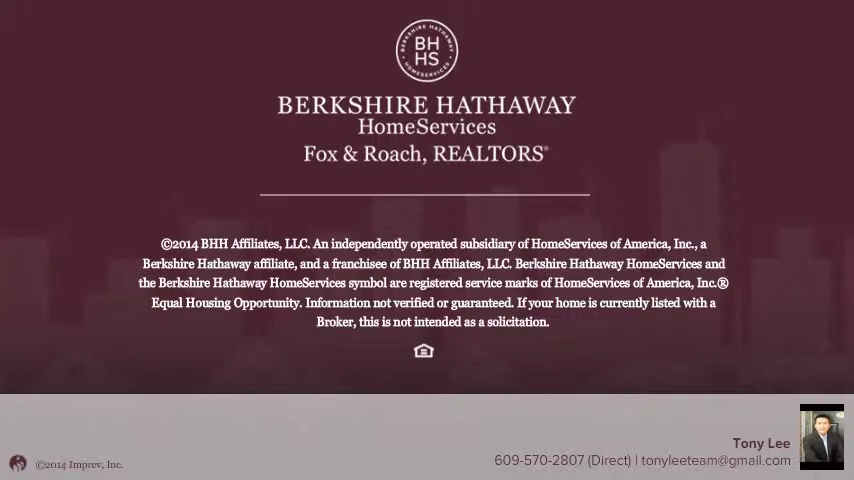 BERKSHIRE HATHAWAY
BH
HS
HOMESERVICES
BERKSHIRE HATHAWAY
HomeServices
Fox & Roach, REALTORS®
©2014 BHH Affiliates, LLC. An independently operated subsidiary of HomeServices of America, Inc., a
Berkshire Hathaway affiliate, and a franchisee of BHH Affiliates, LLC. Berkshire Hathaway HomeServices and
the Berkshire Hathaway HomeServices symbol are registered service marks of HomeServices of America, Inc.®
Equal Housing Opportunity. Information not verified or guaranteed. If your home is currently listed with a
Broker, this is not intended as a solicitation.
Tony Lee
609-570-2807 (Direct) | tonyleeteam@gmail.com
©2014 Imprev, Inc.